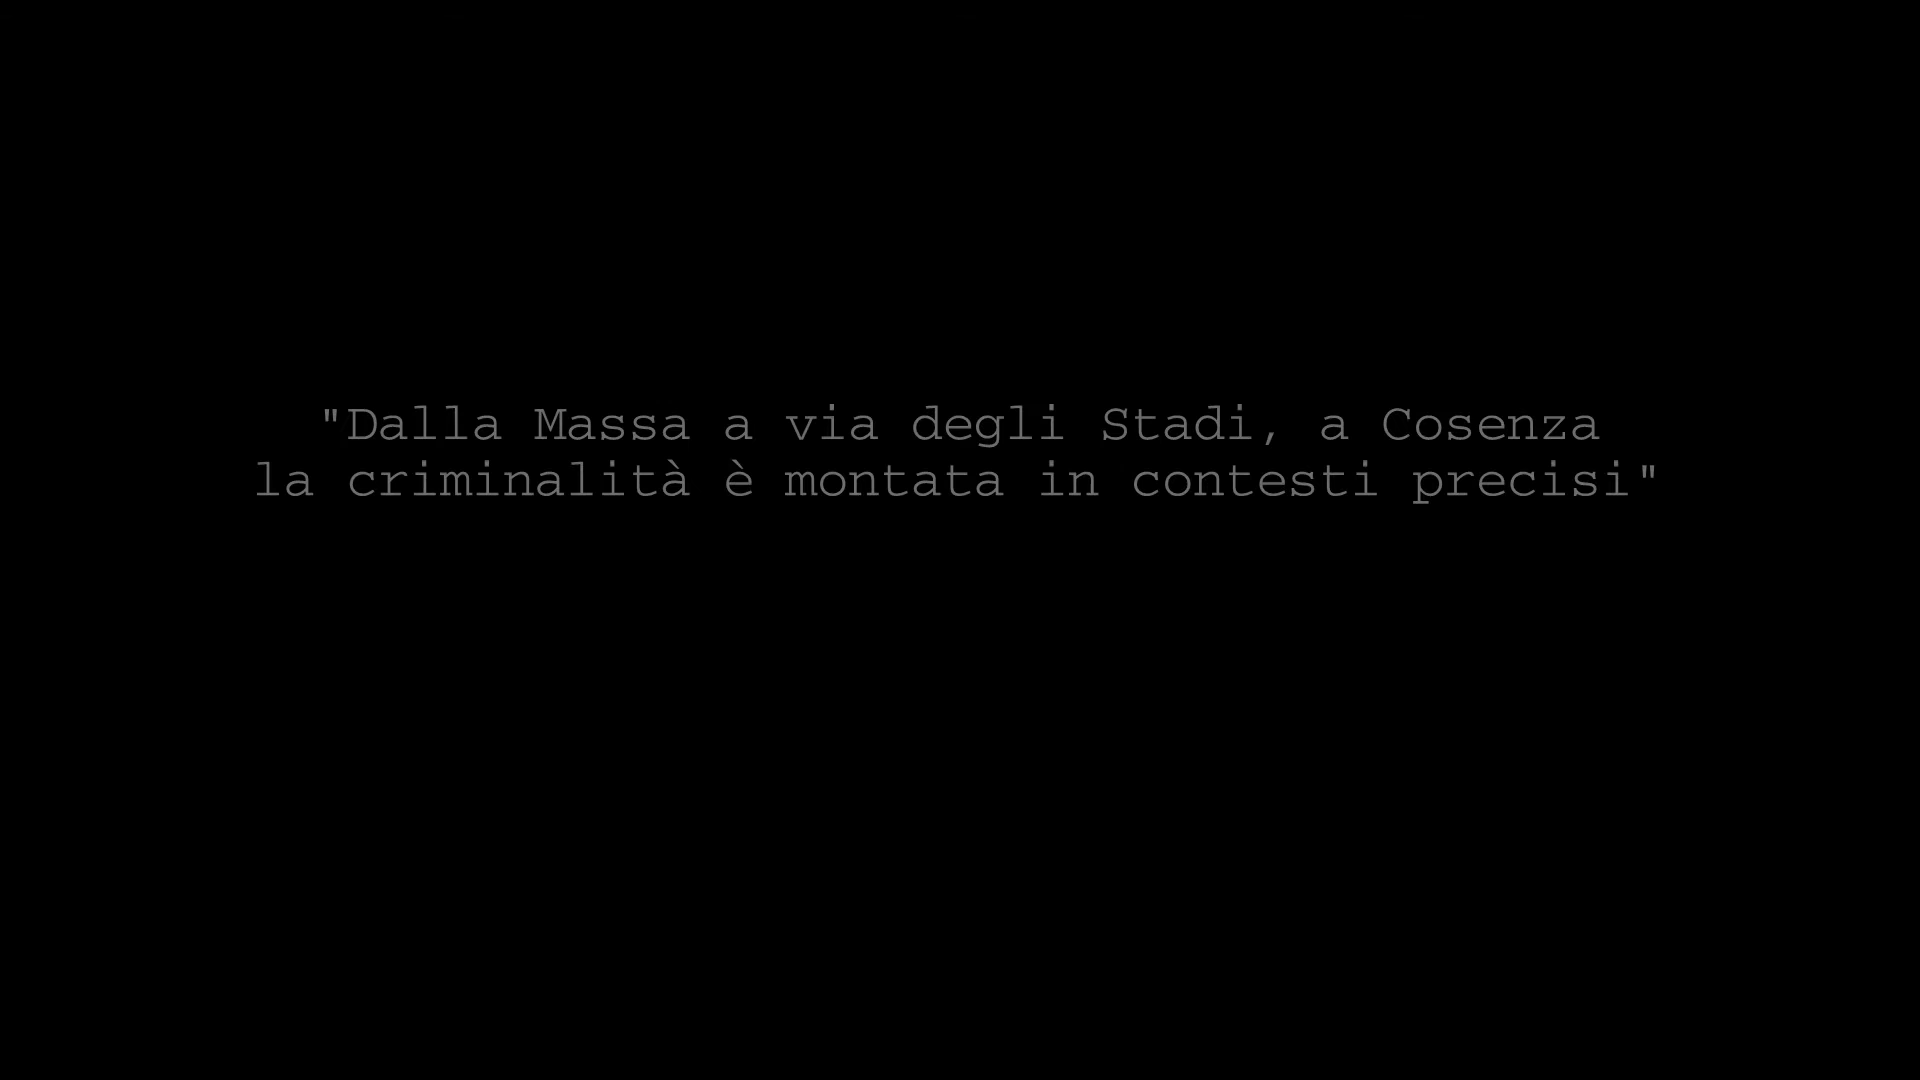 "Dalla Massa a via degli Stadi, a Cosenza
la criminalità è montata in contesti precisi"